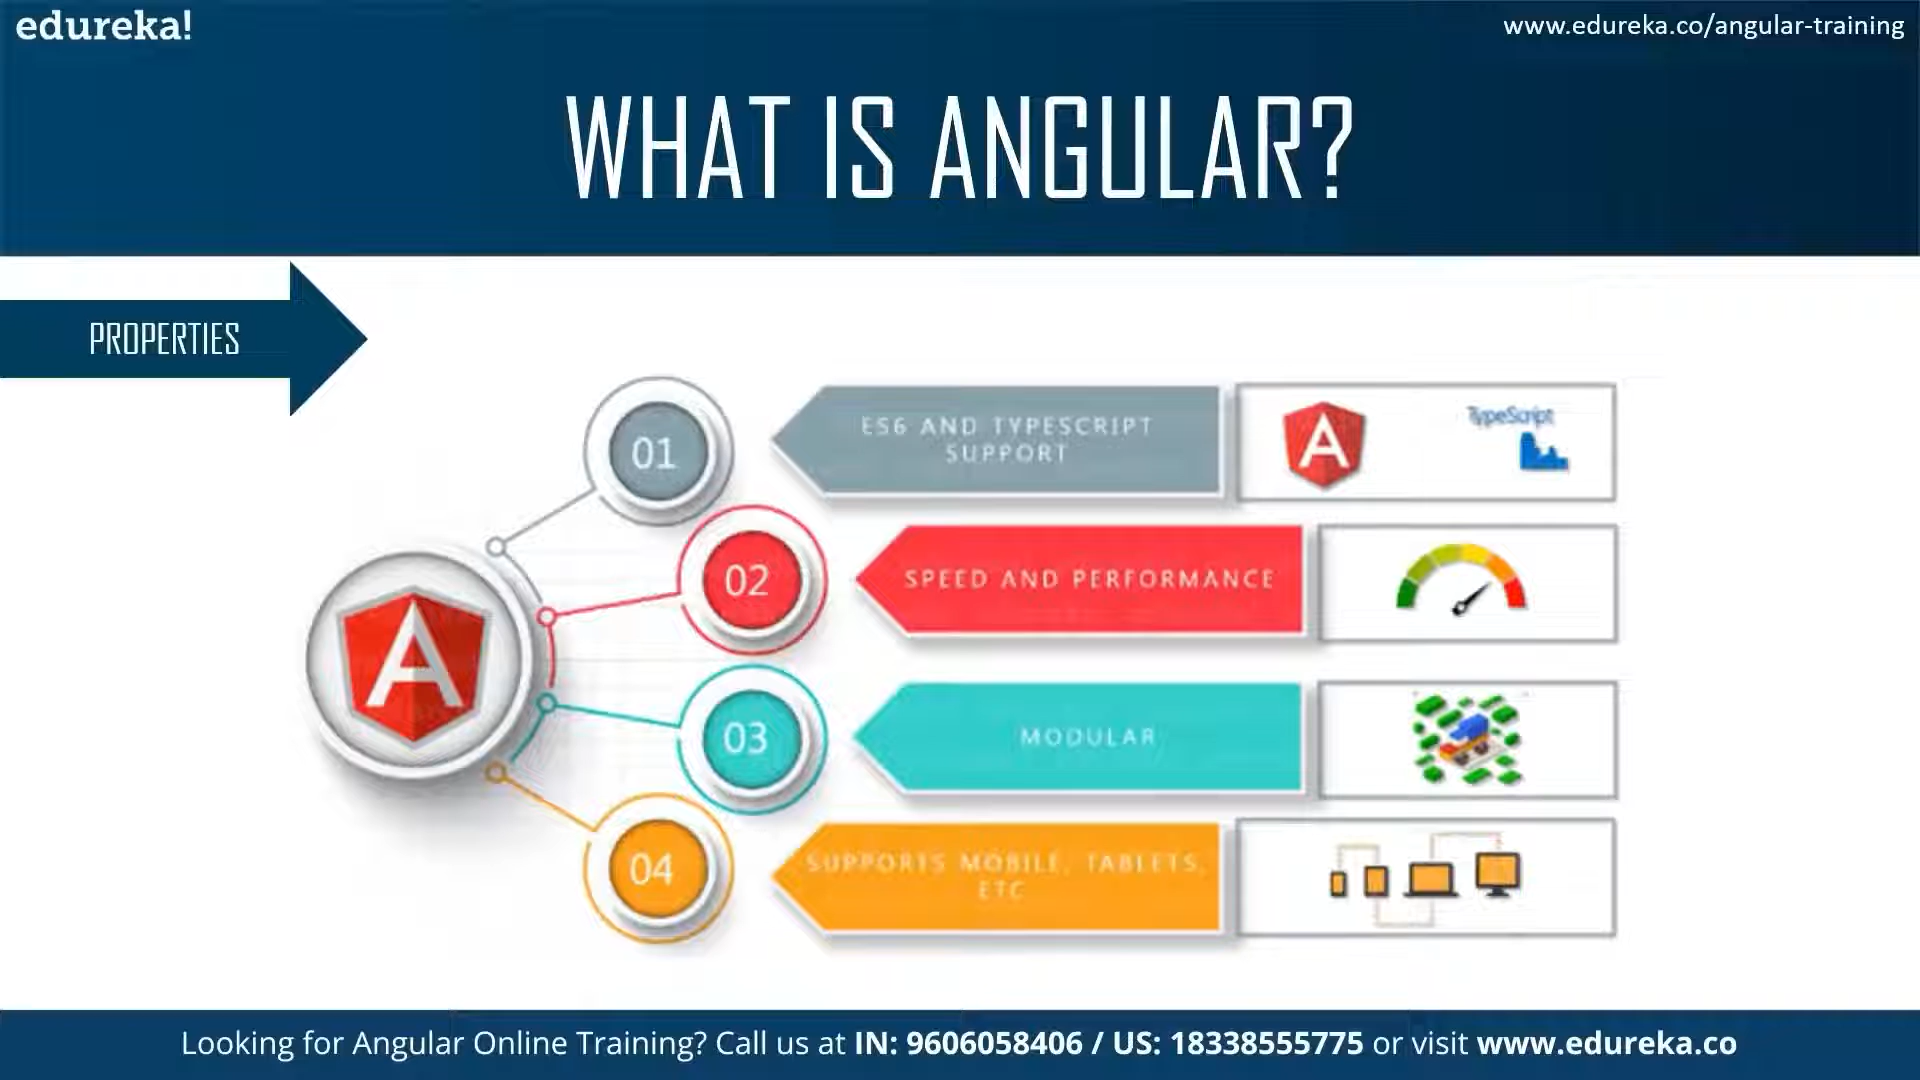 edureka!
www.edureka.co/angular-training
WHAT IS ANGULAR?
PROPERTIES
01
ES6 AND TYPESCRIPT
SUPPORT
TypeScript
02
SPEED AND PERFORMANCE
03
MODULAR
04
SUPPORTS MOBILE, TABLETS,
ETC
Looking for Angular Online Training? Call us at IN: 9606058406 / US: 18338555775 or visit www.edureka.co